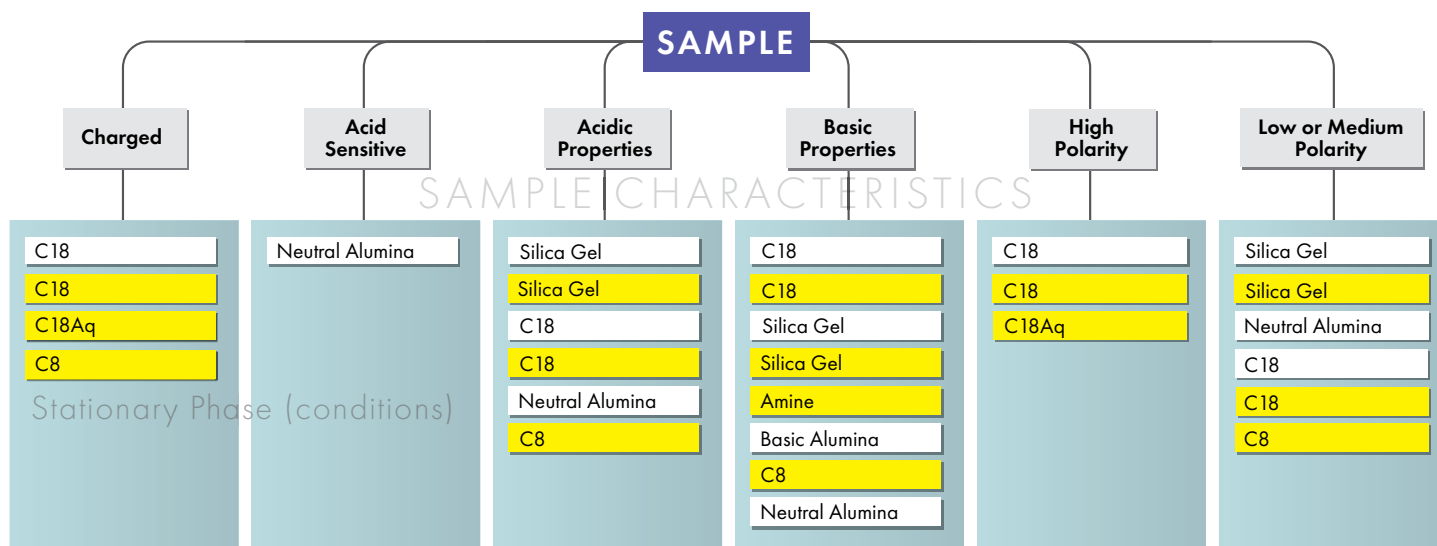 SAMPLE
Charged
Acid
Sensitive
Acidic
Properties
Basic
Properties
High
Polarity
Low or Medium
Polarity
SAMPLE CHARACTERISTICS
C18
C18
C18Aq
C8
Neutral Alumina
Silica Gel
Silica Gel
C18
C18
Neutral Alumina
C8
C18
C18
Silica Gel
Silica Gel
Amine
Basic Alumina
C8
Neutral Alumina
C18
C18
C18Aq
Silica Gel
Silica Gel
Neutral Alumina
C18
C18
C8
Stationary Phase (conditions)